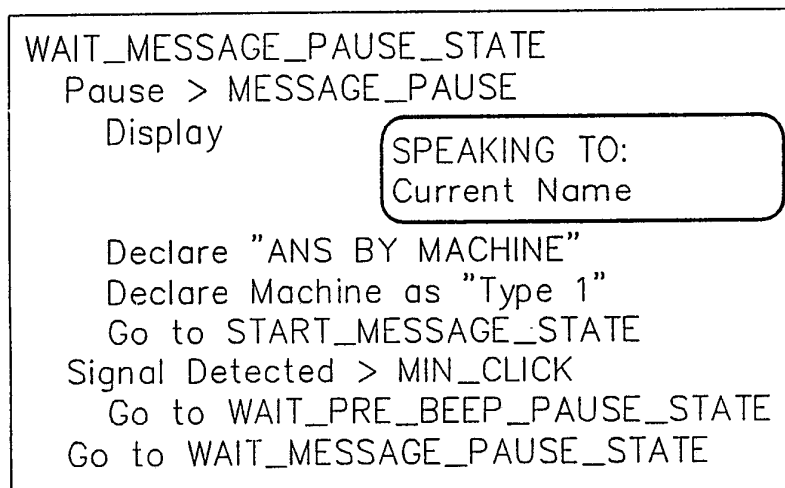 WAIT_MESSAGE_PAUSE_STATE
Pause > MESSAGE_PAUSE
Display
SPEAKING TO:
Current Name
Declare "ANS BY MACHINE"
Declare Machine as "Type 1"
Go to START_MESSAGE_STATE
Signal Detected > MIN_CLICK
Go to WAIT_PRE_BEEP_PAUSE_STATE
Go to WAIT_MESSAGE_PAUSE_STATE